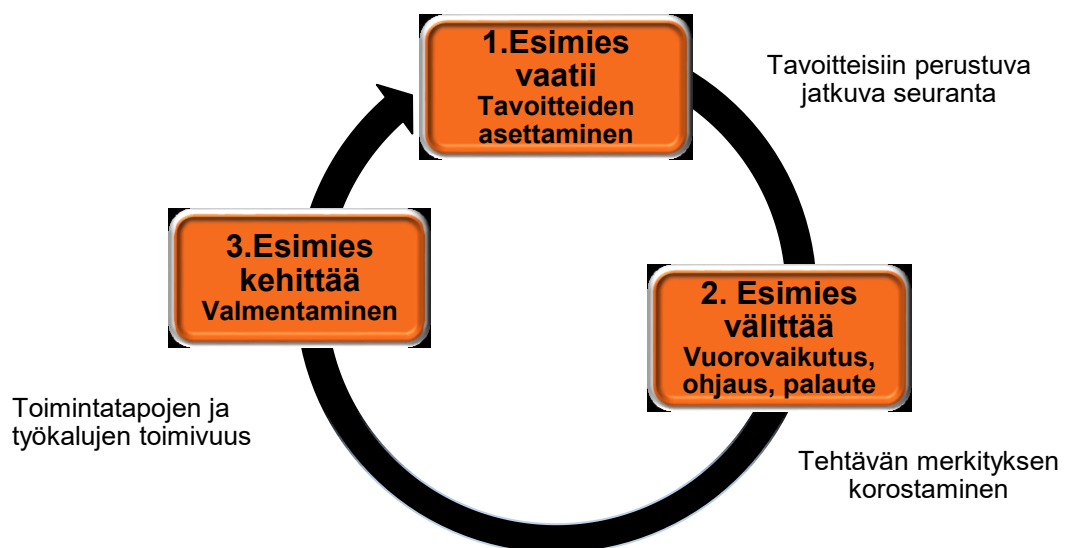 1.Esimies
vaatii
Tavoitteiden
asettaminen
Tavoitteisiin perustuva
jatkuva seuranta
2. Esimies
välittää
Vuorovaikutus,
ohjaus, palaute
Tehtävän merkityksen
korostaminen
3.Esimies
kehittää
Valmentaminen
Toimintatapojen ja
työkalujen toimivuus